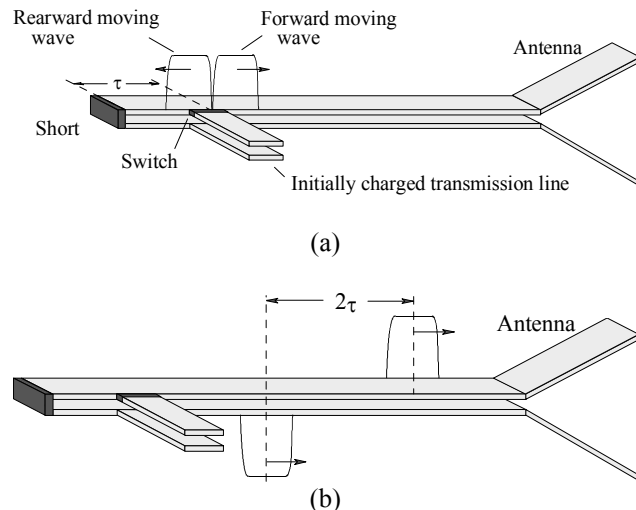 Rearward moving
wave
Forward moving
wave
Antenna
τ
Short
Switch
Initially charged transmission line
(a)
2τ
Antenna
(b)